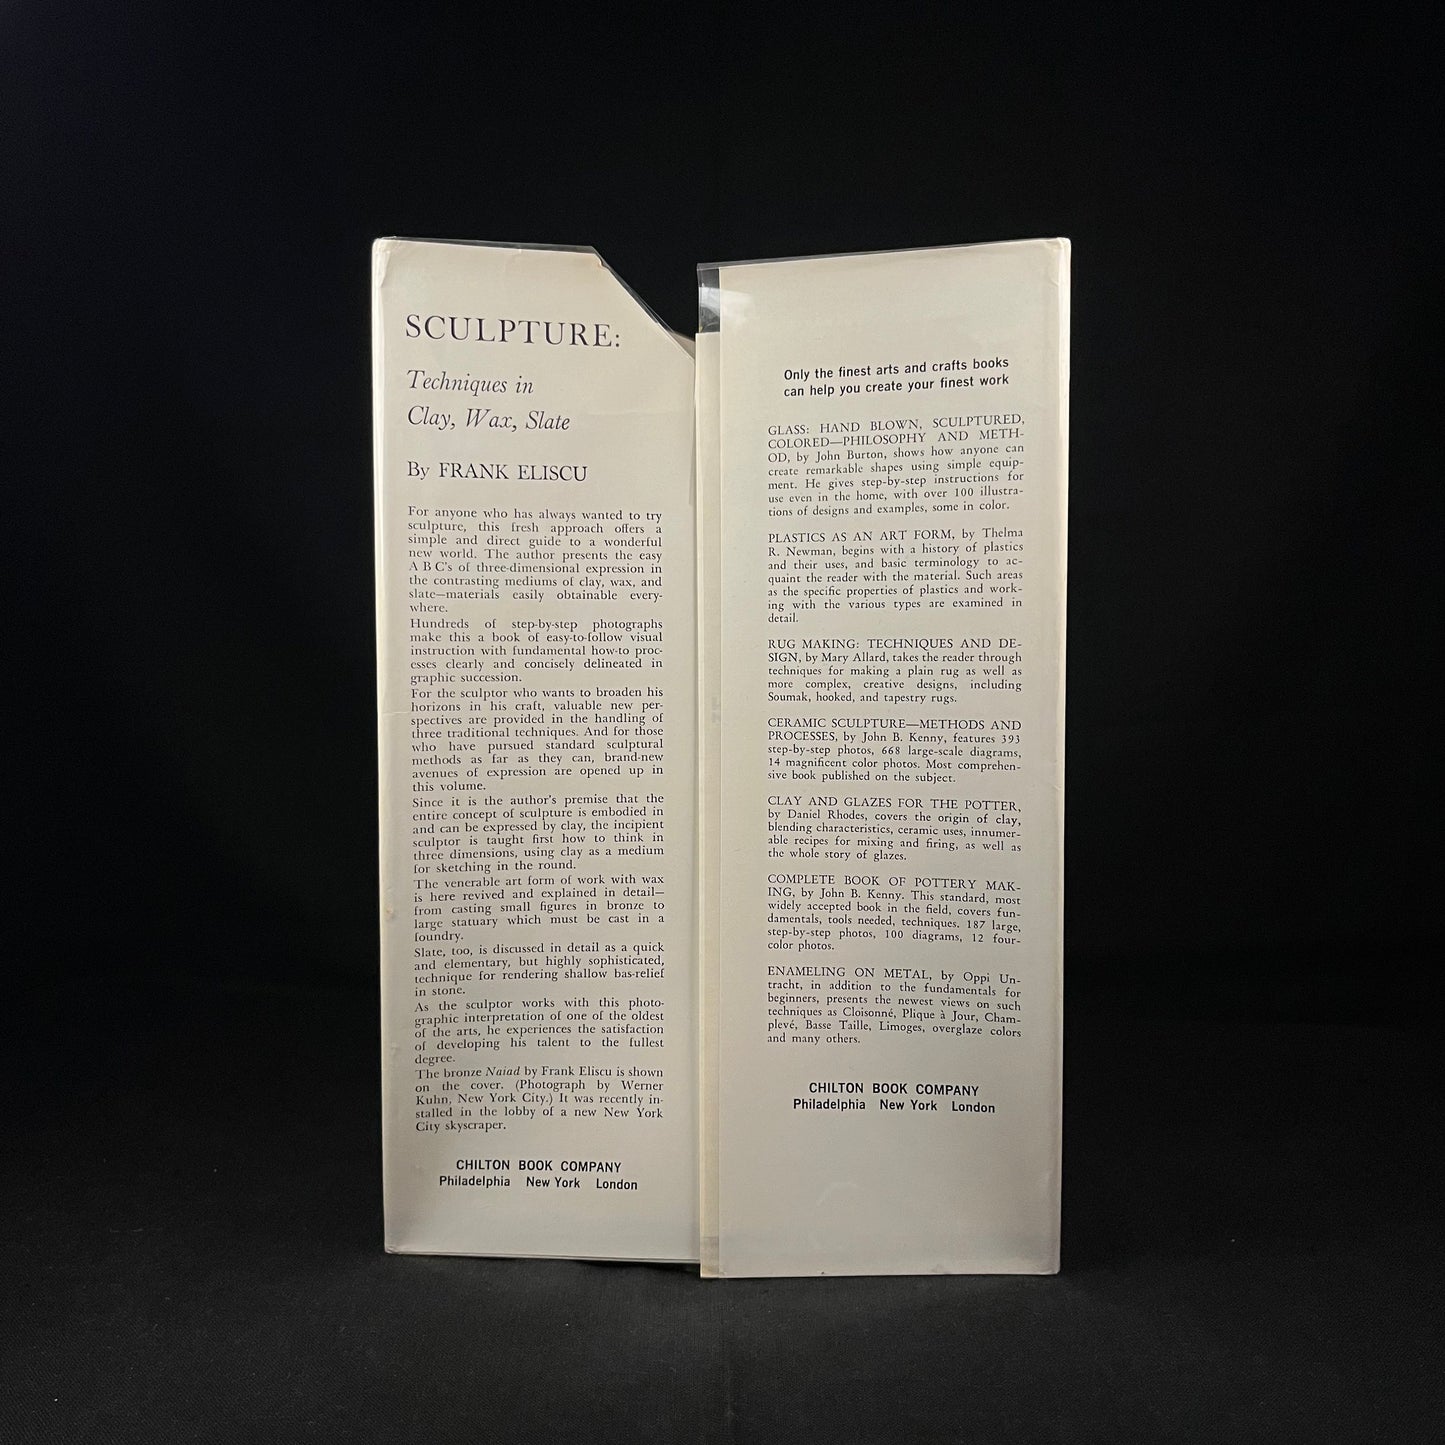 SCULPTURE:
Techniques in
Clay, Wax, Slate
By FRANK ELISCU
For anyone who has always wanted to try
sculpture, this fresh approach offers a
simple and direct guide to a wonderful
new world. The author presents the easy
A B C's of three-dimensional expression in
the contrasting mediums of clay, wax, and
slate—materials easily obtainable every-
where.
Hundreds of step-by-step photographs
make this a book of easy-to-follow visual
instruction with fundamental how-to proc-
esses clearly and concisely delineated in
graphic succession.
For the sculptor who wants to broaden his
horizons in his craft, valuable new per-
spectives are provided in the handling of
three traditional techniques. And for those
who have pursued standard sculptural
methods as far as they can, brand-new
avenues of expression are opened up in
this volume.
Since it is the author's premise that the
entire concept of sculpture is embodied in
and can be expressed by clay, the incipient
sculptor is taught first how to think in
three dimensions, using clay as a medium
for sketching in the round.
The venerable art form of work with wax
is here revived and explained in detail—
from casting small figures in bronze to
large statuary which must be cast in a
foundry.
Slate, too, is discussed in detail as a quick
and elementary, but highly sophisticated,
technique for rendering shallow bas-relief
in stone.
As the sculptor works with this photo-
graphic interpretation of one of the oldest
of the arts, he experiences the satisfaction
of developing his talent to the fullest
degree.
The bronze Naiad by Frank Eliscu is shown
on the cover. (Photograph by Werner
Kuhn, New York City.) It was recently in-
stalled in the lobby of a new New York
City skyscraper.
CHILTON BOOK COMPANY
Philadelphia New York London
Only the finest arts and crafts books
can help you create your finest work
GLASS: HAND BLOWN, SCULPTURED,
COLORED—PHILOSOPHY AND METH-
OD, by John Burton, shows how anyone can
create remarkable shapes using simple equip-
ment. He gives step-by-step instructions for
use even in the home, with over 100 illustra-
tions of designs and examples, some in color.
PLASTICS AS AN ART FORM, by Thelma
R. Newman, begins with a history of plastics
and their uses, and basic terminology to ac-
quaint the reader with the material. Such areas
as the specific properties of plastics and work-
ing with the various types are examined in
detail.
RUG MAKING: TECHNIQUES AND DE-
SIGN, by Mary Allard, takes the reader through
techniques for making a plain rug as well as
more complex, creative designs, including
Soumak, hooked, and tapestry rugs.
CERAMIC SCULPTURE—METHODS AND
PROCESSES, by John B. Kenny, features 393
step-by-step photos, 668 large-scale diagrams,
14 magnificent color photos. Most comprehen-
sive book published on the subject.
CLAY AND GLAZES FOR THE POTTER,
by Daniel Rhodes, covers the origin of clay,
blending characteristics, ceramic uses, innumer-
able recipes for mixing and firing, as well as
the whole story of glazes.
COMPLETE BOOK OF POTTERY MAK-
ING, by John B. Kenny. This standard, most
widely accepted book in the field, covers fun-
damentals, tools needed, techniques. 187 large,
step-by-step photos, 100 diagrams, 12 four-
color photos.
ENAMELING ON METAL, by Oppi Un-
tracht, in addition to the fundamentals for
beginners, presents the newest views on such
techniques as Cloisonné, Plique à Jour, Cham-
plevé, Basse Taille, Limoges, overglaze colors
and many others.
CHILTON BOOK COMPANY
Philadelphia New York London